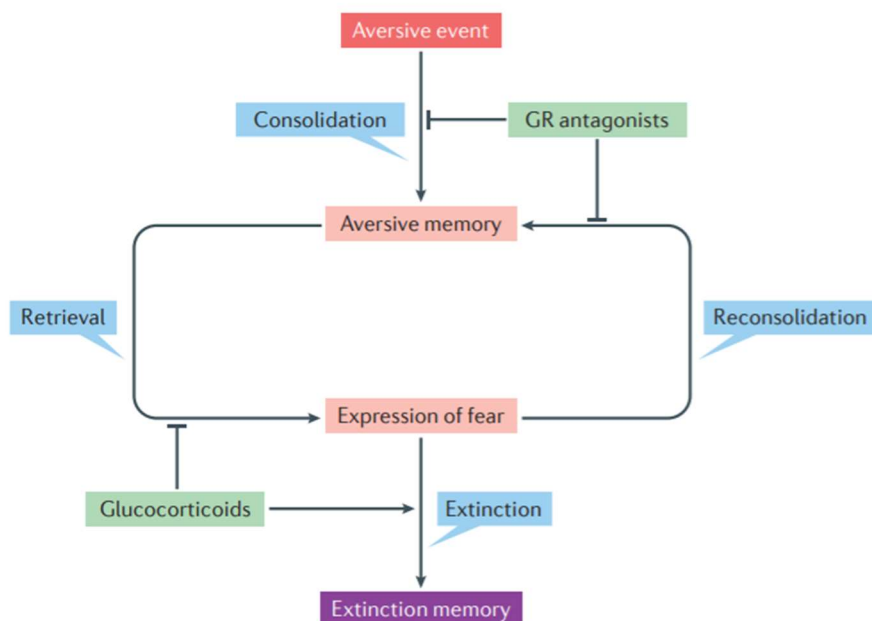 Aversive event
Consolidation
GR antagonists
Aversive memory
Retrieval
Reconsolidation
Expression of fear
Glucocorticoids
Extinction
Extinction memory